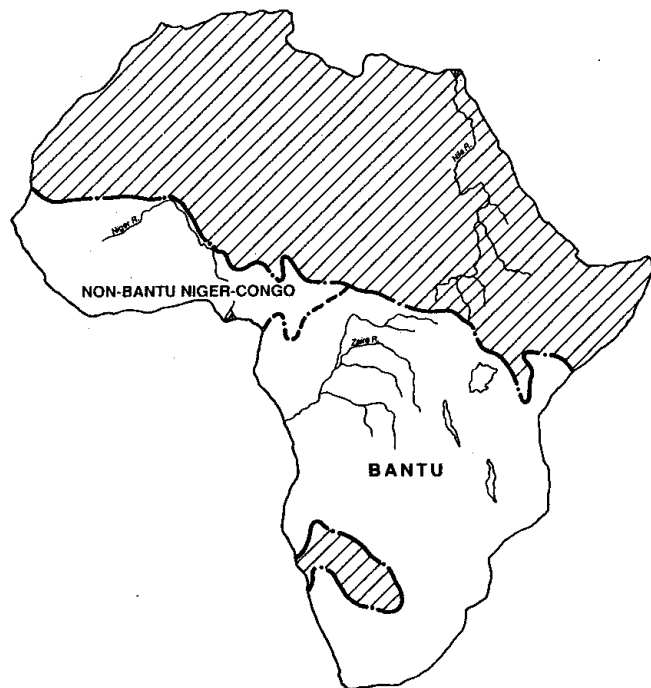 Nile R.
Niger R.
NON-BANTU NIGER-CONGO
Zaire R.
BANTU